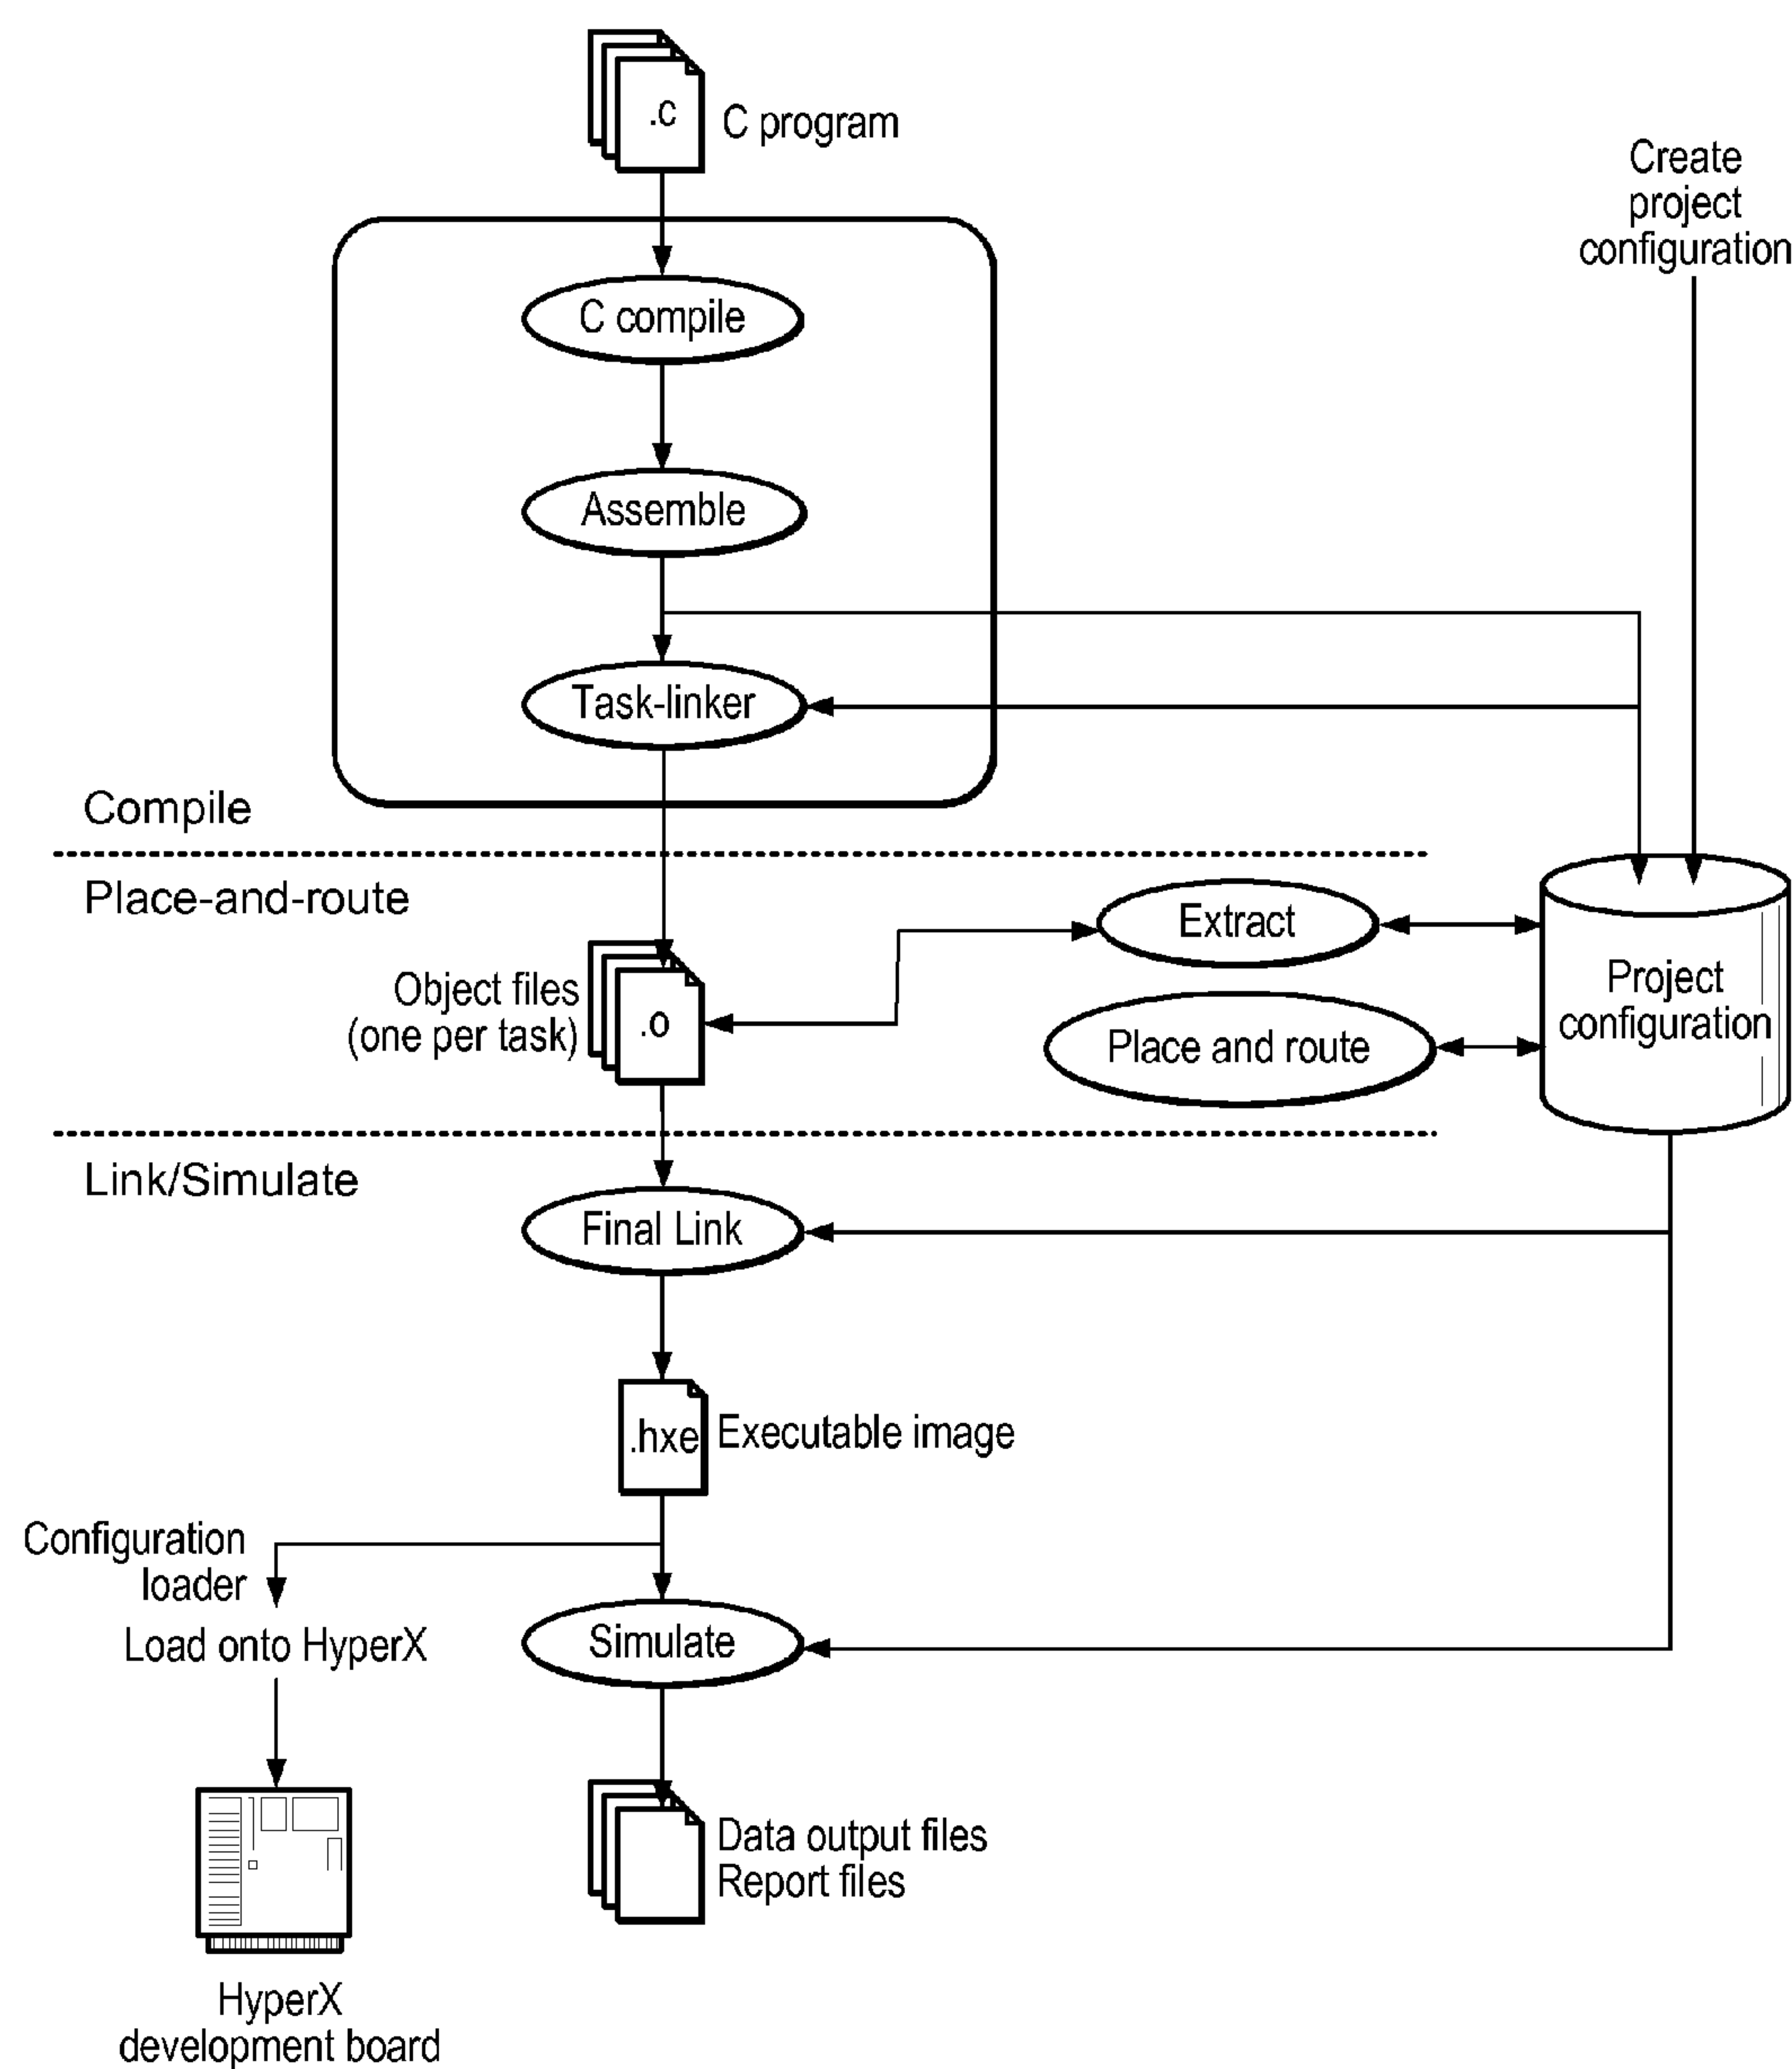 .c
C program
Create
project
configuration
C compile
Assemble
Task-linker
Compile
Place-and-route
Extract
Object files
(one per task)
.o
Place and route
Project
configuration
Link/Simulate
Final Link
.hxe
Executable image
Configuration
loader
Load onto HyperX
Simulate
Data output files
Report files
HyperX
development board